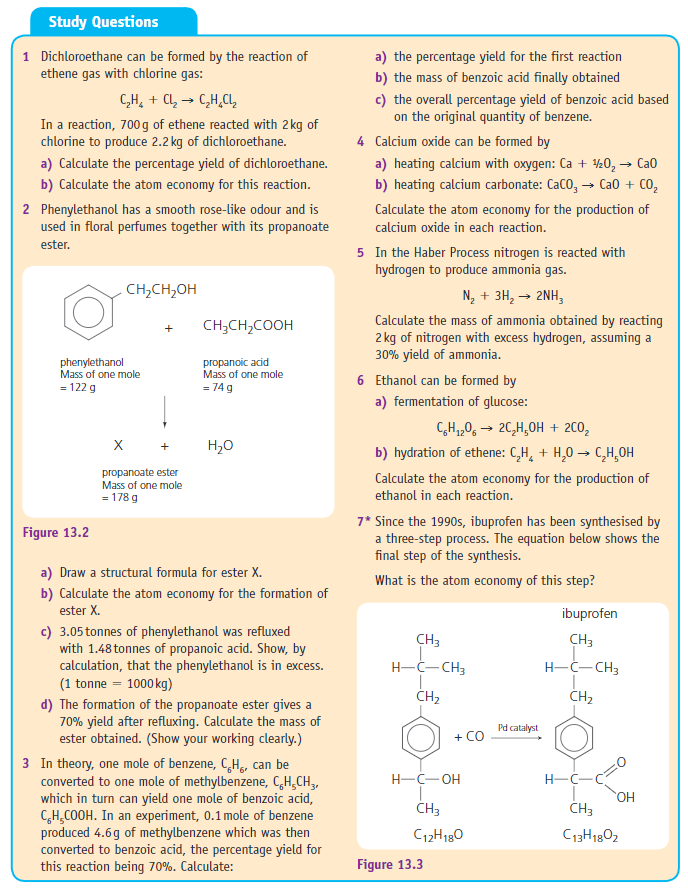 Study Questions
1 Dichloroethane can be formed by the reaction of
ethene gas with chlorine gas:
C₂H₄ + Cl₂ → C₂H₄Cl₂
In a reaction, 700 g of ethene reacted with 2 kg of
chlorine to produce 2.2 kg of dichloroethane.
a) Calculate the percentage yield of dichloroethane.
b) Calculate the atom economy for this reaction.
2 Phenylethanol has a smooth rose-like odour and is
used in floral perfumes together with its propanoate
ester.
CH₂CH₂OH
+ CH₃CH₂COOH
phenylethanol
Mass of one mole
= 122 g
propanoic acid
Mass of one mole
= 74 g
X + H₂O
propanoate ester
Mass of one mole
= 178 g
Figure 13.2
a) Draw a structural formula for ester X.
b) Calculate the atom economy for the formation of
ester X.
c) 3.05 tonnes of phenylethanol was refluxed
with 1.48 tonnes of propanoic acid. Show, by
calculation, that the phenylethanol is in excess.
(1 tonne = 1000 kg)
d) The formation of the propanoate ester gives a
70% yield after refluxing. Calculate the mass of
ester obtained. (Show your working clearly.)
3 In theory, one mole of benzene, C₆H₆, can be
converted to one mole of methylbenzene, C₆H₅CH₃,
which in turn can yield one mole of benzoic acid,
C₆H₅COOH. In an experiment, 0.1 mole of benzene
produced 4.6 g of methylbenzene which was then
converted to benzoic acid, the percentage yield for
this reaction being 70%. Calculate:
a) the percentage yield for the first reaction
b) the mass of benzoic acid finally obtained
c) the overall percentage yield of benzoic acid based
on the original quantity of benzene.
4 Calcium oxide can be formed by
a) heating calcium with oxygen: Ca + ½O₂ → CaO
b) heating calcium carbonate: CaCO₃ → CaO + CO₂
Calculate the atom economy for the production of
calcium oxide in each reaction.
5 In the Haber Process nitrogen is reacted with
hydrogen to produce ammonia gas.
N₂ + 3H₂ → 2NH₃
Calculate the mass of ammonia obtained by reacting
2 kg of nitrogen with excess hydrogen, assuming a
30% yield of ammonia.
6 Ethanol can be formed by
a) fermentation of glucose:
C₆H₁₂O₆ → 2C₂H₅OH + 2CO₂
b) hydration of ethene: C₂H₄ + H₂O → C₂H₅OH
Calculate the atom economy for the production of
ethanol in each reaction.
7* Since the 1990s, ibuprofen has been synthesised by
a three-step process. The equation below shows the
final step of the synthesis.
What is the atom economy of this step?
ibuprofen
CH₃ CH₃
H—C—CH₃ H—C—CH₃
CH₂ CH₂
+ CO Pd catalyst
O
H—C—OH H—C—C
OH
CH₃ CH₃
C₁₂H₁₈O C₁₃H₁₈O₂
Figure 13.3